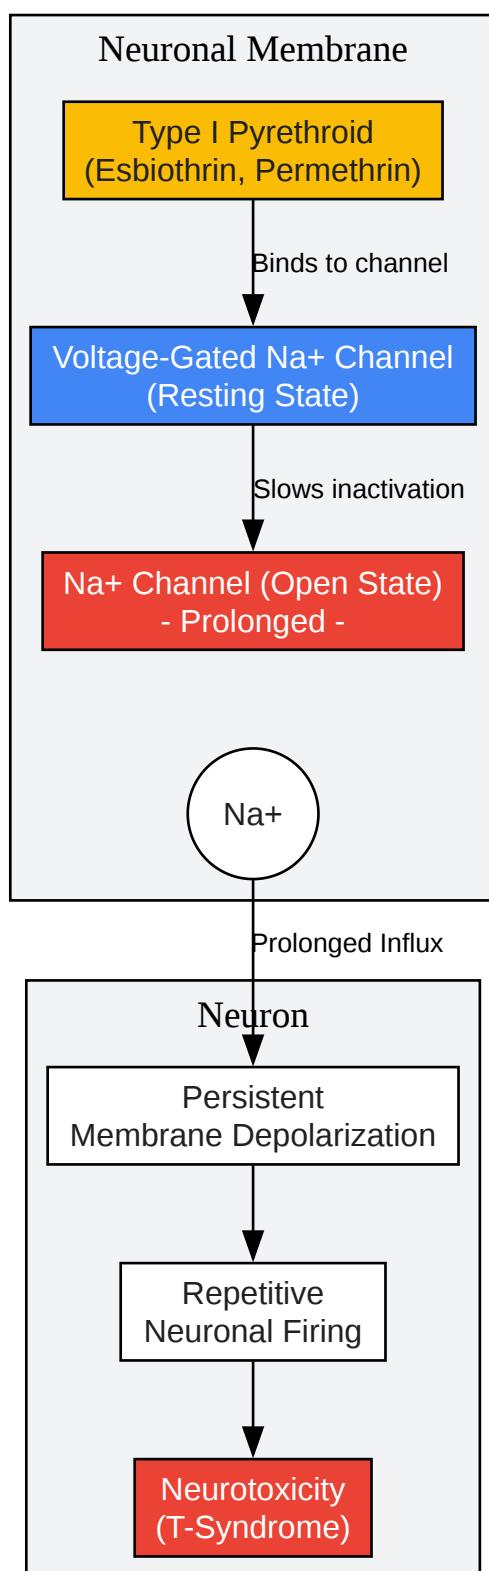 Neuronal Membrane
Type I Pyrethroid
(Esbiothrin, Permethrin)
Binds to channel
Voltage-Gated Na+ Channel
(Resting State)
Slows inactivation
Na+ Channel (Open State)
- Prolonged -
Na+
Prolonged Influx
Neuron
Persistent
Membrane Depolarization
Repetitive
Neuronal Firing
Neurotoxicity
(T-Syndrome)